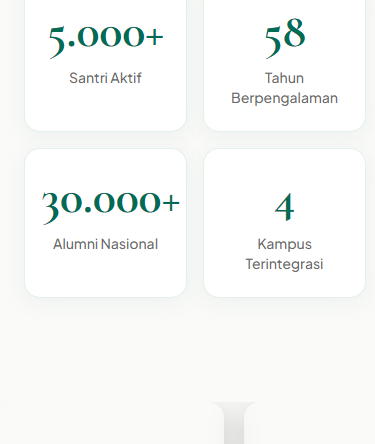 5.000+
Santri Aktif
58
Tahun
Berpengalaman
30.000+
Alumni Nasional
4
Kampus
Terintegrasi